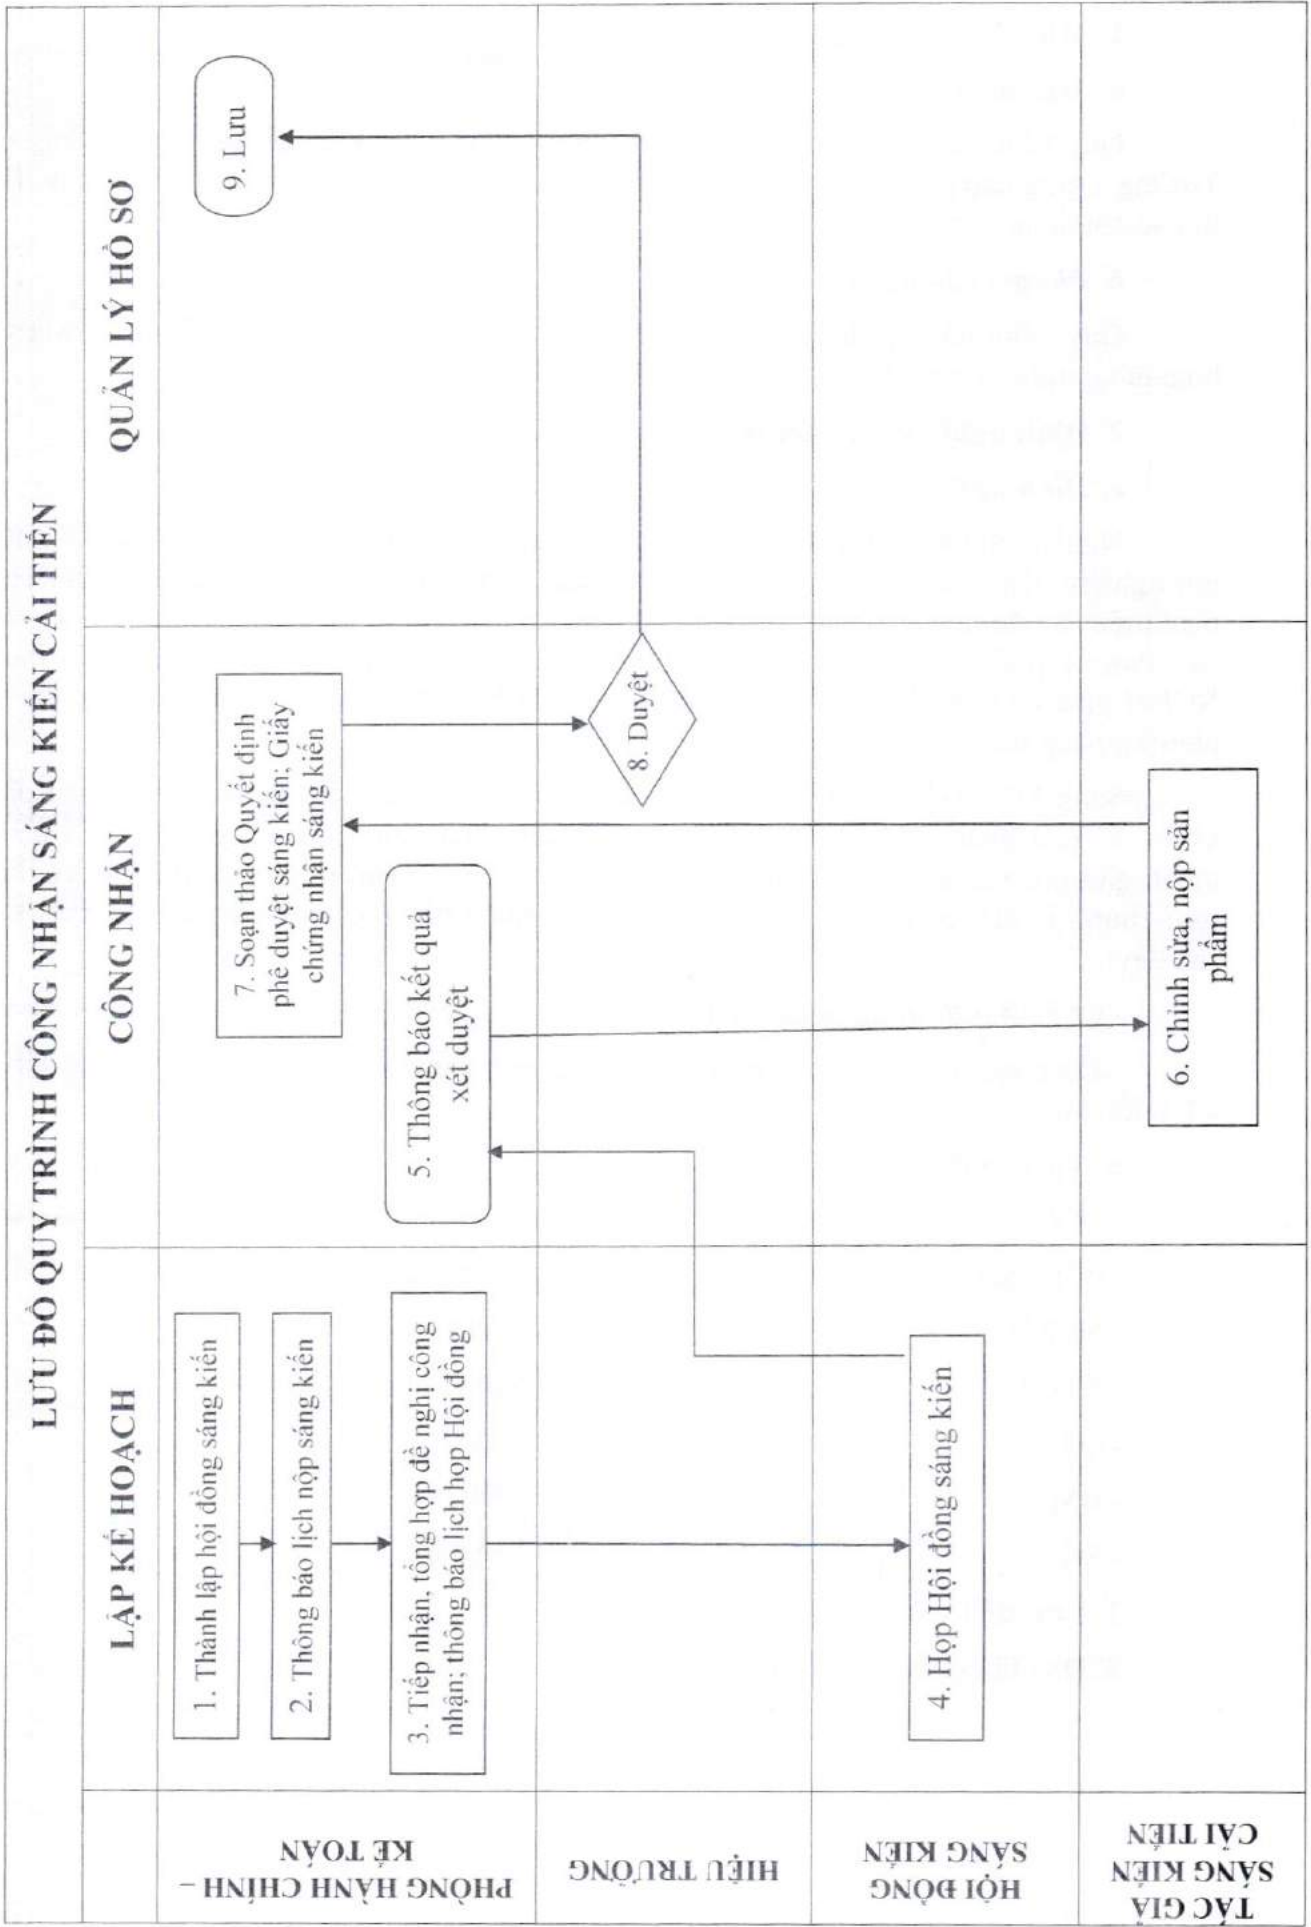 LƯU ĐỒ QUY TRÌNH CÔNG NHẬN SÁNG KIẾN CẢI TIẾN
LẬP KẾ HOẠCH
CÔNG NHẬN
QUẢN LÝ HỒ SƠ
PHÒNG HÀNH CHÍNH –
KẾ TOÁN
1. Thành lập hội đồng sáng kiến
2. Thông báo lịch nộp sáng kiến
3. Tiếp nhận, tổng hợp đề nghị công
nhận; thông báo lịch họp Hội đồng
5. Thông báo kết quả
xét duyệt
7. Soạn thảo Quyết định
phê duyệt sáng kiến; Giấy
chứng nhận sáng kiến
9. Lưu
HIỆU TRƯỞNG
8. Duyệt
HỘI ĐỒNG
SÁNG KIẾN
4. Họp Hội đồng sáng kiến
TÁC GIẢ
SÁNG KIẾN
CẢI TIẾN
6. Chỉnh sửa, nộp sản
phẩm